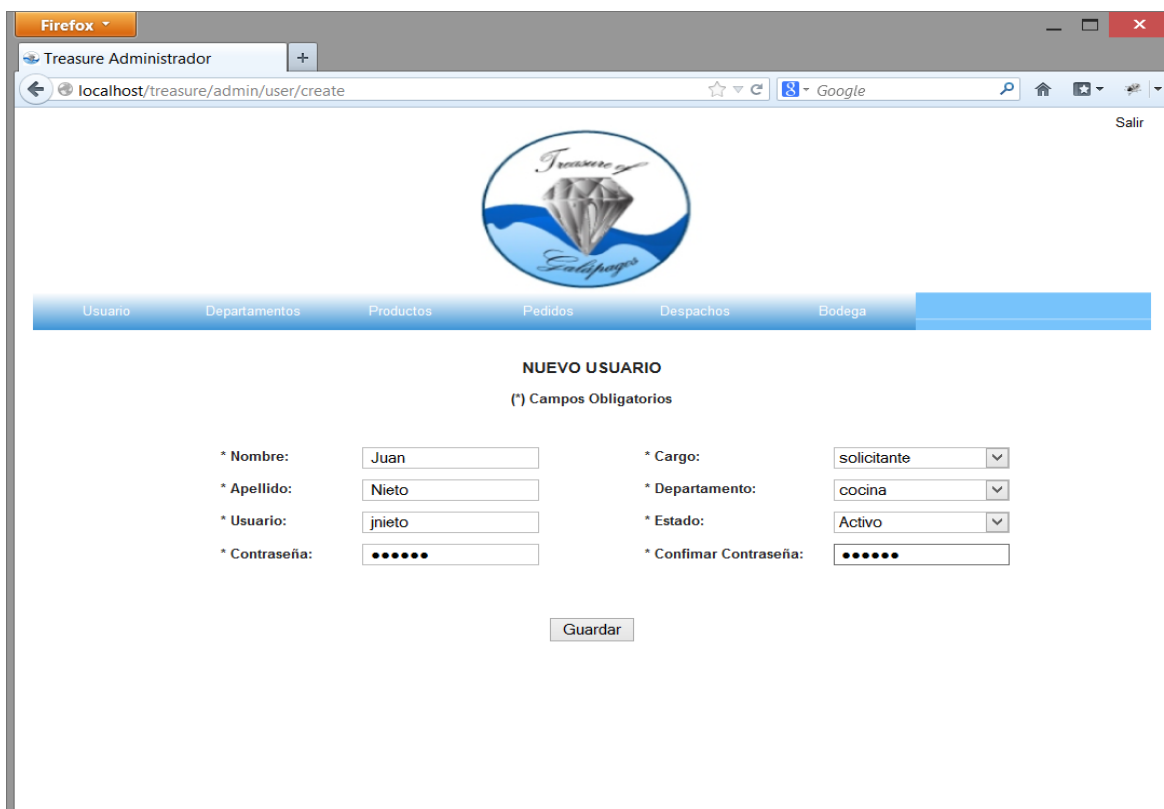 Firefox
Treasure Administrador
+
localhost/treasure/admin/user/create
8 Google
Salir
Treasure of
Galápagos
Usuario Departamentos Productos Pedidos Despachos Bodega
NUEVO USUARIO
(*) Campos Obligatorios
* Nombre: Juan * Cargo: solicitante
* Apellido: Nieto * Departamento: cocina
* Usuario: jnieto * Estado: Activo
* Contraseña: ●●●●●● * Confimar Contraseña: ●●●●●●
Guardar